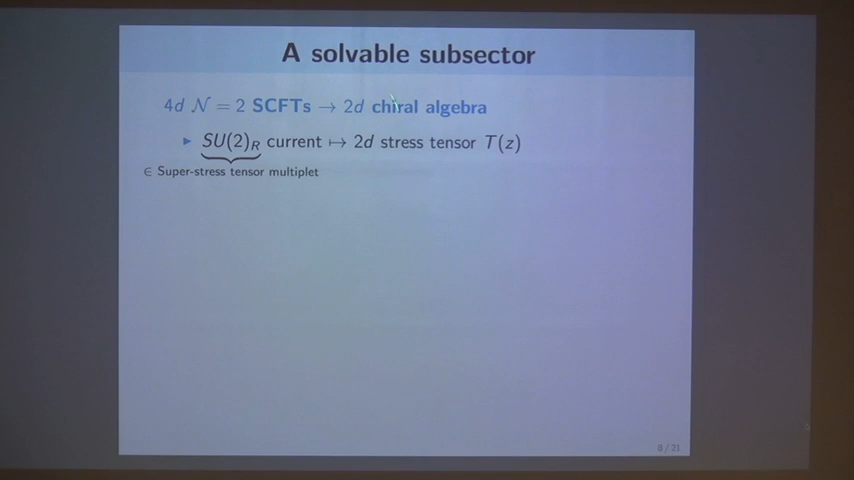 A solvable subsector
4d 𝒩 = 2 SCFTs → 2d chiral algebra
▸ SU(2)_R current ↦ 2d stress tensor T(z)
∈ Super-stress tensor multiplet
8 / 21